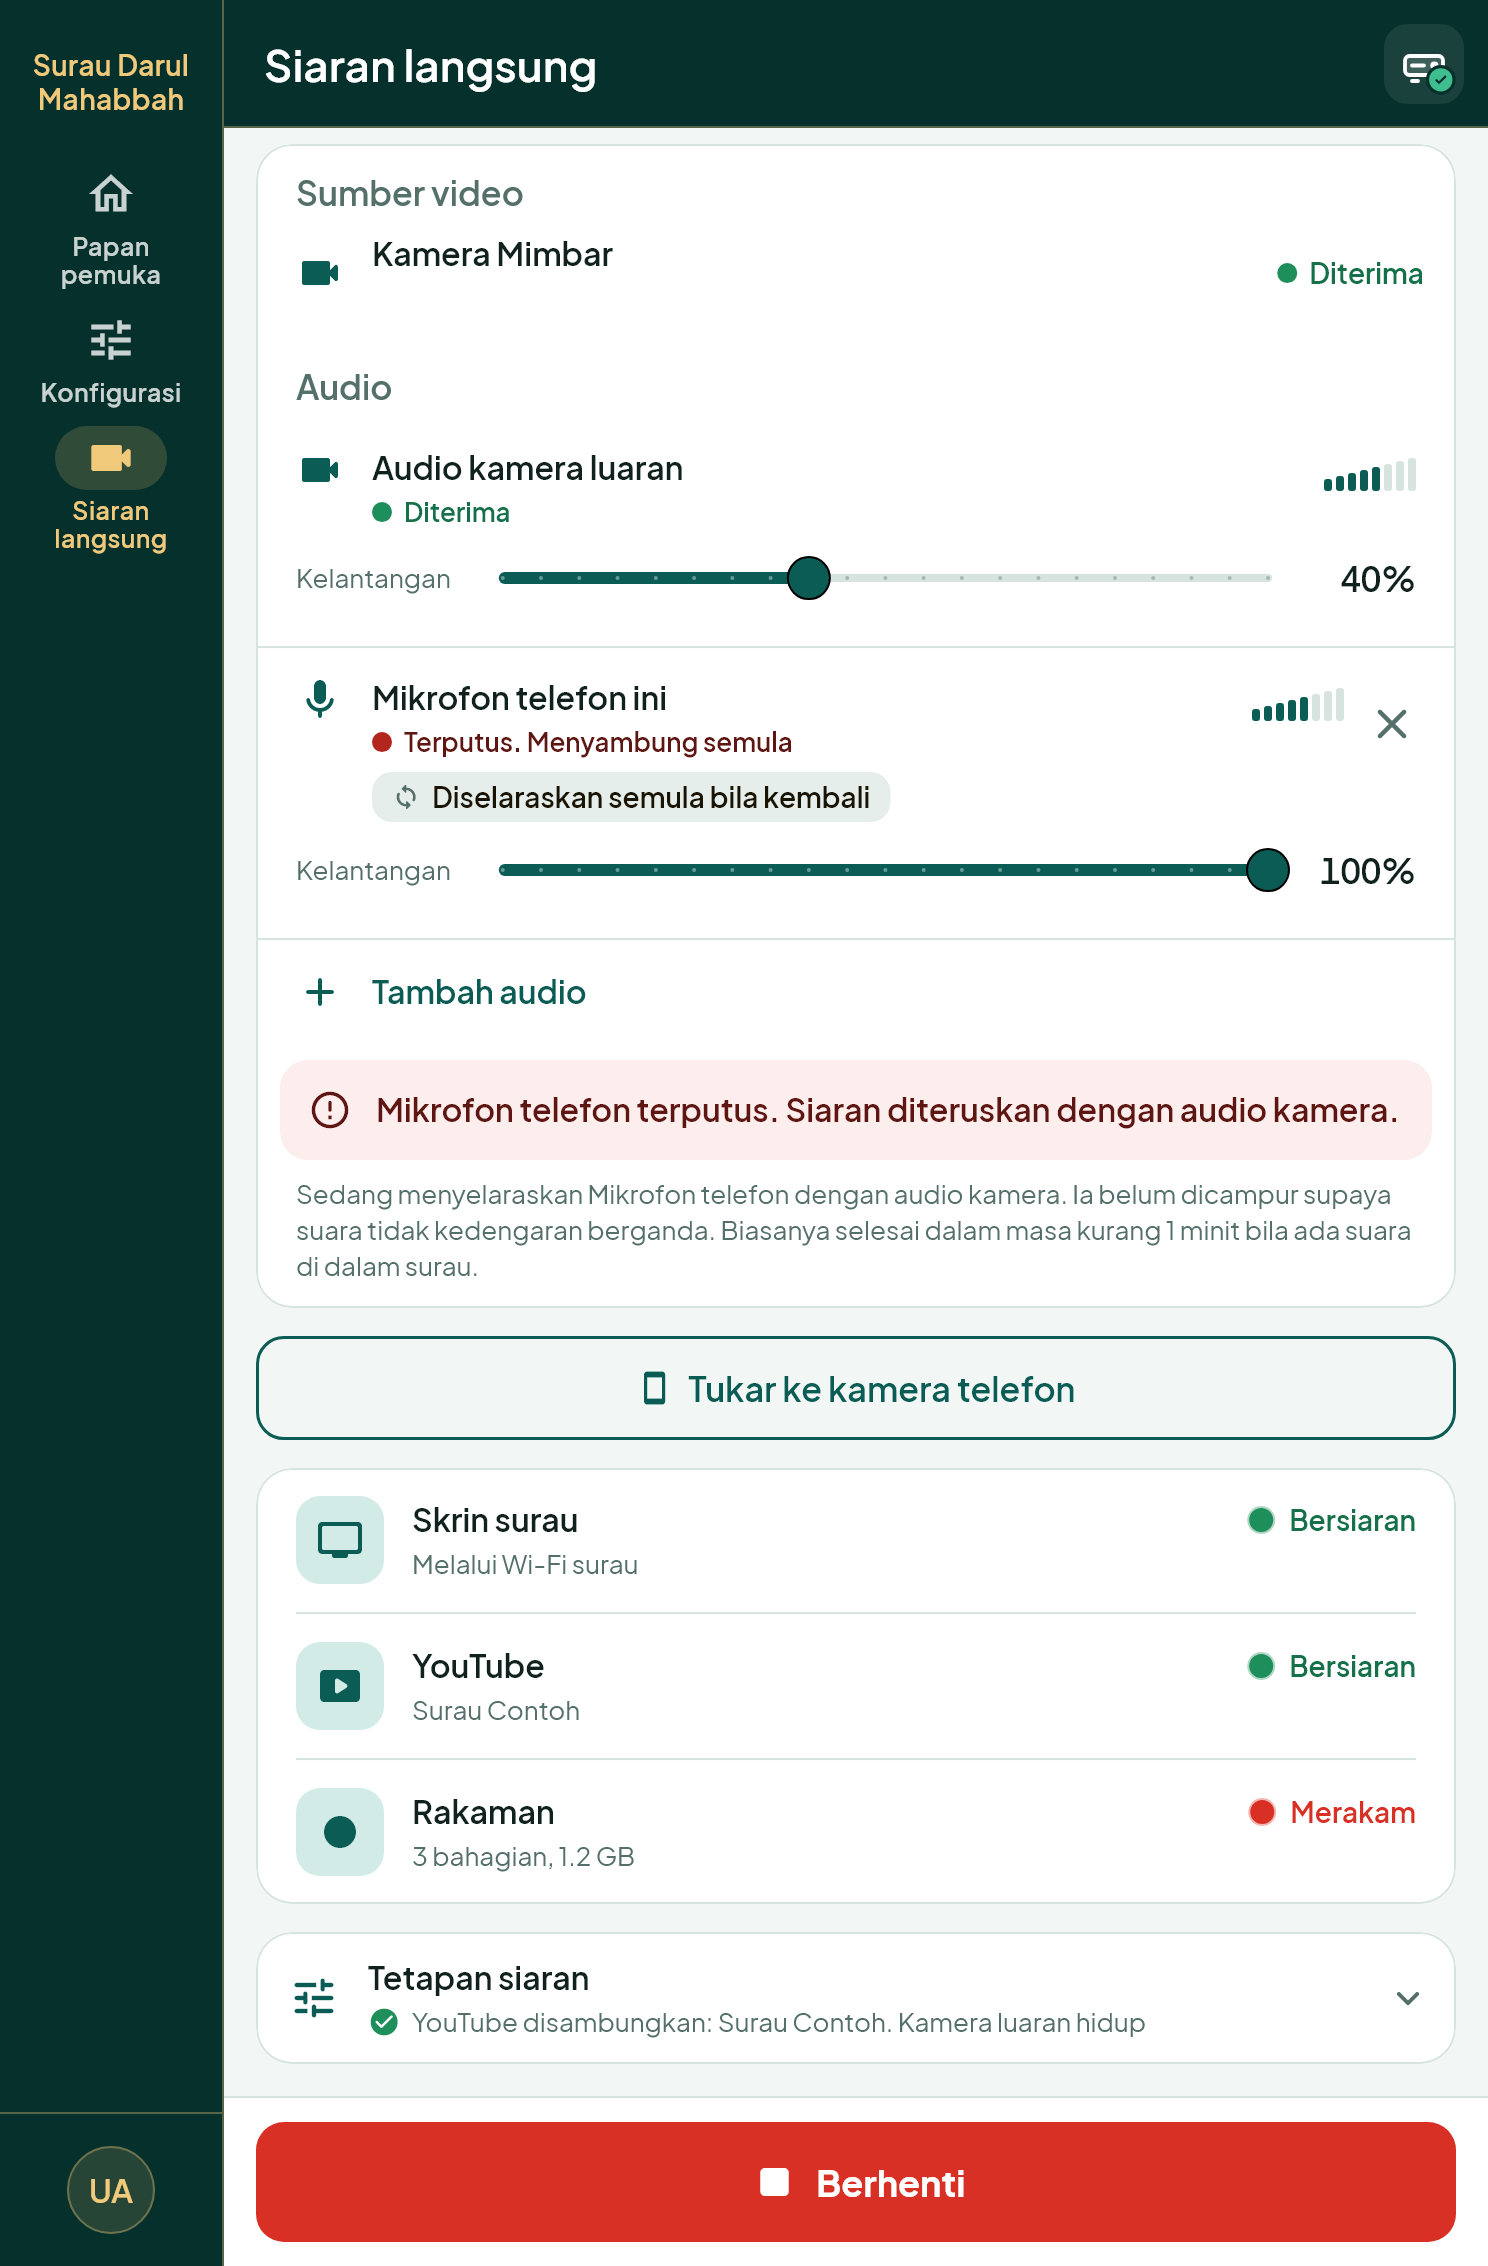 Surau Darul
Mahabbah
Papan
pemuka
Konfigurasi
Siaran
langsung
UA
Siaran langsung
Sumber video
Kamera Mimbar
Diterima
Audio
Audio kamera luaran
Diterima
Kelantangan
40%
Mikrofon telefon ini
Terputus. Menyambung semula
Diselaraskan semula bila kembali
Kelantangan
100%
Tambah audio
Mikrofon telefon terputus. Siaran diteruskan dengan audio kamera.
Sedang menyelaraskan Mikrofon telefon dengan audio kamera. Ia belum dicampur supaya
suara tidak kedengaran berganda. Biasanya selesai dalam masa kurang 1 minit bila ada suara
di dalam surau.
Tukar ke kamera telefon
Skrin surau
Bersiaran
Melalui Wi-Fi surau
YouTube
Bersiaran
Surau Contoh
Rakaman
Merakam
3 bahagian, 1.2 GB
Tetapan siaran
YouTube disambungkan: Surau Contoh. Kamera luaran hidup
Berhenti